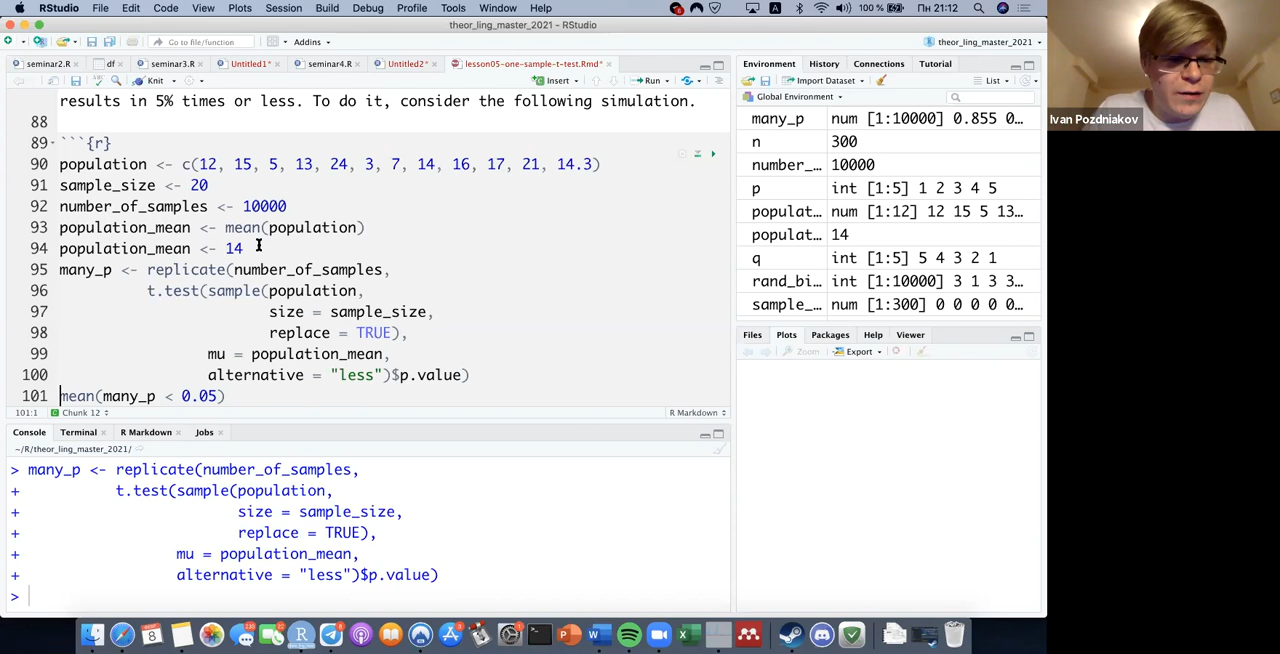 RStudio File Edit Code View Plots Session Build Debug Profile Tools Window Help 100 % Пн 21:12
theor_ling_master_2021 - RStudio
Go to file/function Addins theor_ling_master_2021
seminar2.R df seminar3.R Untitled1* seminar4.R Untitled2* lesson05-one-sample-t-test.Rmd*
Knit Insert Run
results in 5% times or less. To do it, consider the following simulation.
88
89 ```{r}
90 population <- c(12, 15, 5, 13, 24, 3, 7, 14, 16, 17, 21, 14.3)
91 sample_size <- 20
92 number_of_samples <- 10000
93 population_mean <- mean(population)
94 population_mean <- 14
95 many_p <- replicate(number_of_samples,
96 t.test(sample(population,
97 size = sample_size,
98 replace = TRUE),
99 mu = population_mean,
100 alternative = "less")$p.value)
101 mean(many_p < 0.05)
101:1 Chunk 12 R Markdown
Console Terminal R Markdown Jobs
~/R/theor_ling_master_2021/
> many_p <- replicate(number_of_samples,
+ t.test(sample(population,
+ size = sample_size,
+ replace = TRUE),
+ mu = population_mean,
+ alternative = "less")$p.value)
>
Environment History Connections Tutorial
Import Dataset List
Global Environment
many_p num [1:10000] 0.855 0…
n 300
number_… 10000
p int [1:5] 1 2 3 4 5
populat… num [1:12] 12 15 5 13…
populat… 14
q int [1:5] 5 4 3 2 1
rand_bi… int [1:10000] 3 1 3 3…
sample_… num [1:300] 0 0 0 0 0…
Files Plots Packages Help Viewer
Zoom Export
Ivan Pozdniakov